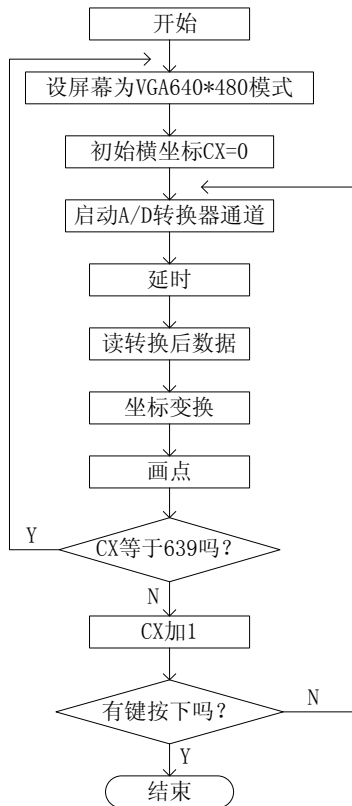 开始
设屏幕为VGA640*480模式
初始横坐标CX=0
启动A/D转换器通道
延时
读转换后数据
坐标变换
画点
Y
CX等于639吗?
N
CX加1
有键按下吗?
N
Y
结束